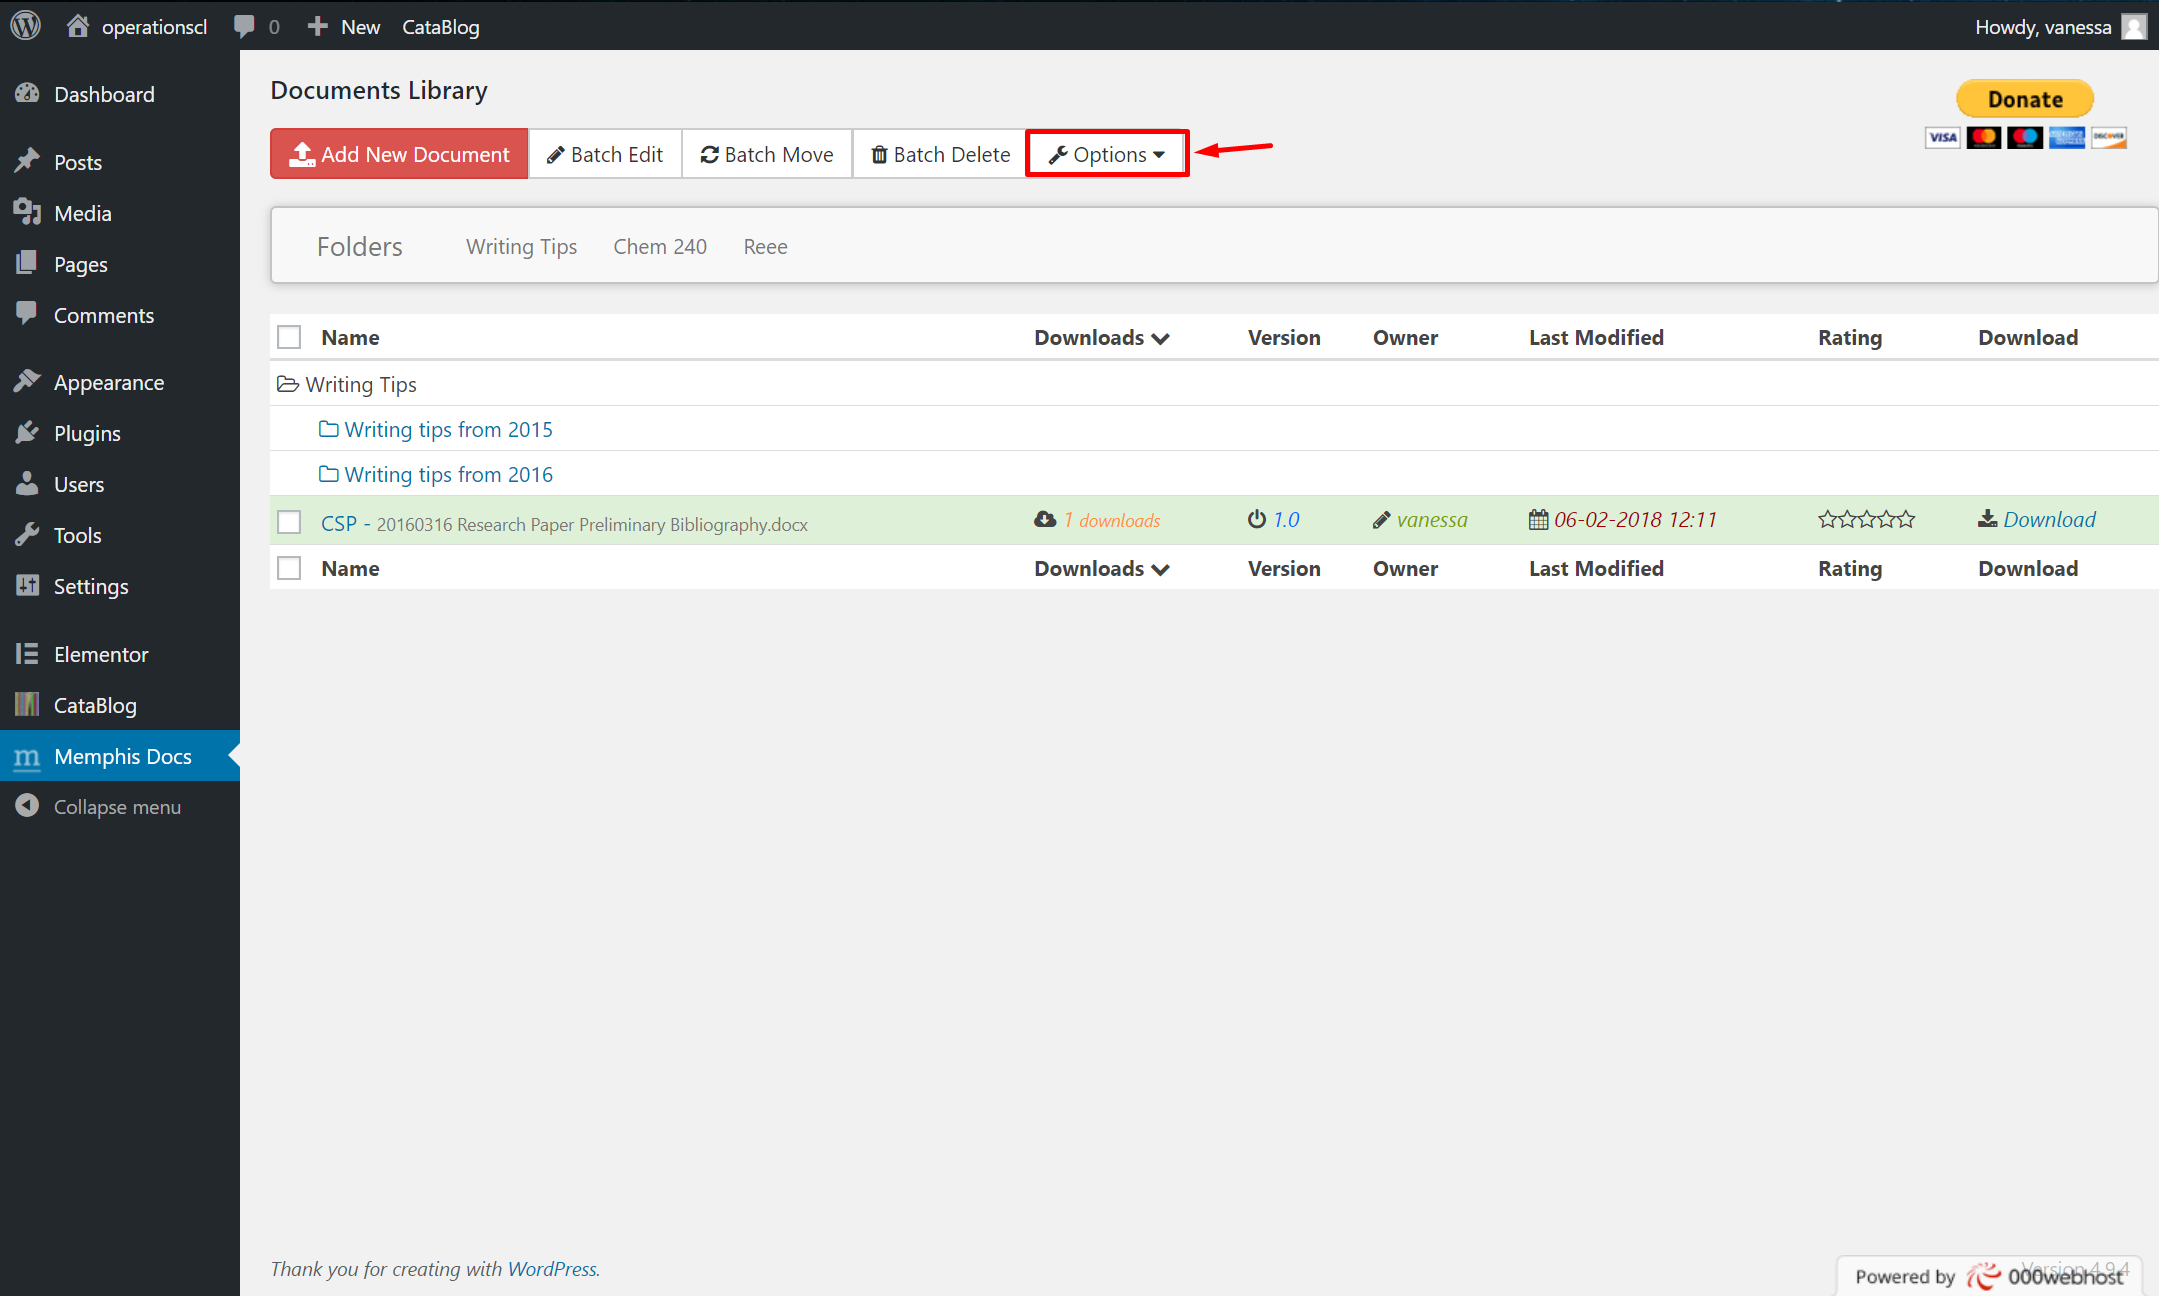 operationscl 0 New CataBlog Howdy, vanessa
Dashboard
Posts
Media
Pages
Comments
Appearance
Plugins
Users
Tools
Settings
Elementor
CataBlog
m Memphis Docs
Collapse menu
Documents Library
Donate
VISA
DISCOVER
Add New Document Batch Edit Batch Move Batch Delete Options
Folders Writing Tips Chem 240 Reee
Name Downloads Version Owner Last Modified Rating Download
Writing Tips
Writing tips from 2015
Writing tips from 2016
CSP - 20160316 Research Paper Preliminary Bibliography.docx 1 downloads 1.0 vanessa 06-02-2018 12:11 Download
Name Downloads Version Owner Last Modified Rating Download
Thank you for creating with WordPress.
Version 4.9.4
Powered by 000webhost